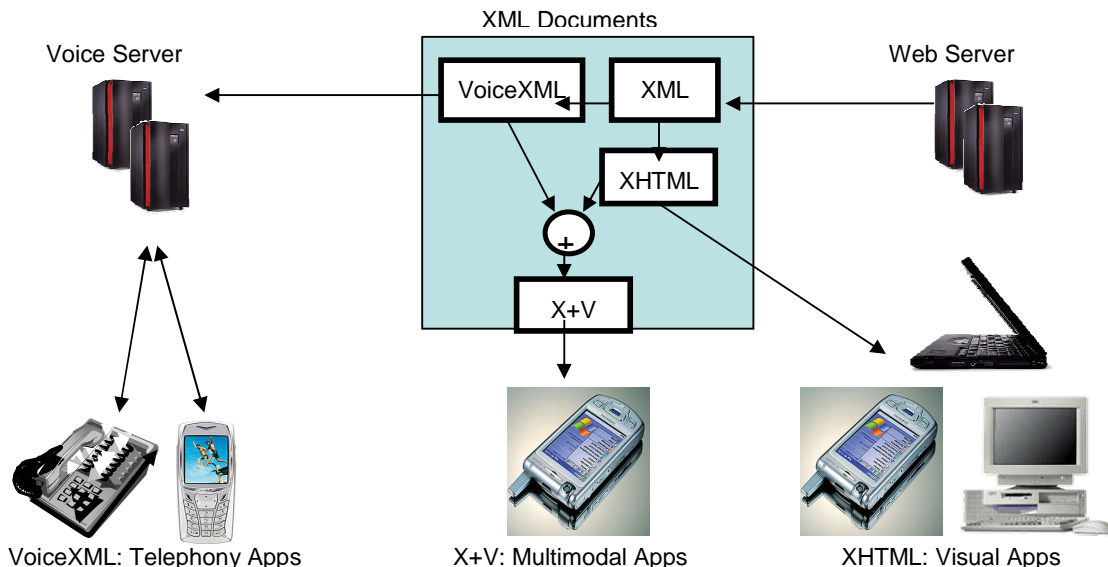 XML Documents
Voice Server
Web Server
VoiceXML
XML
XHTML
+
X+V
VoiceXML: Telephony Apps
X+V: Multimodal Apps
XHTML: Visual Apps